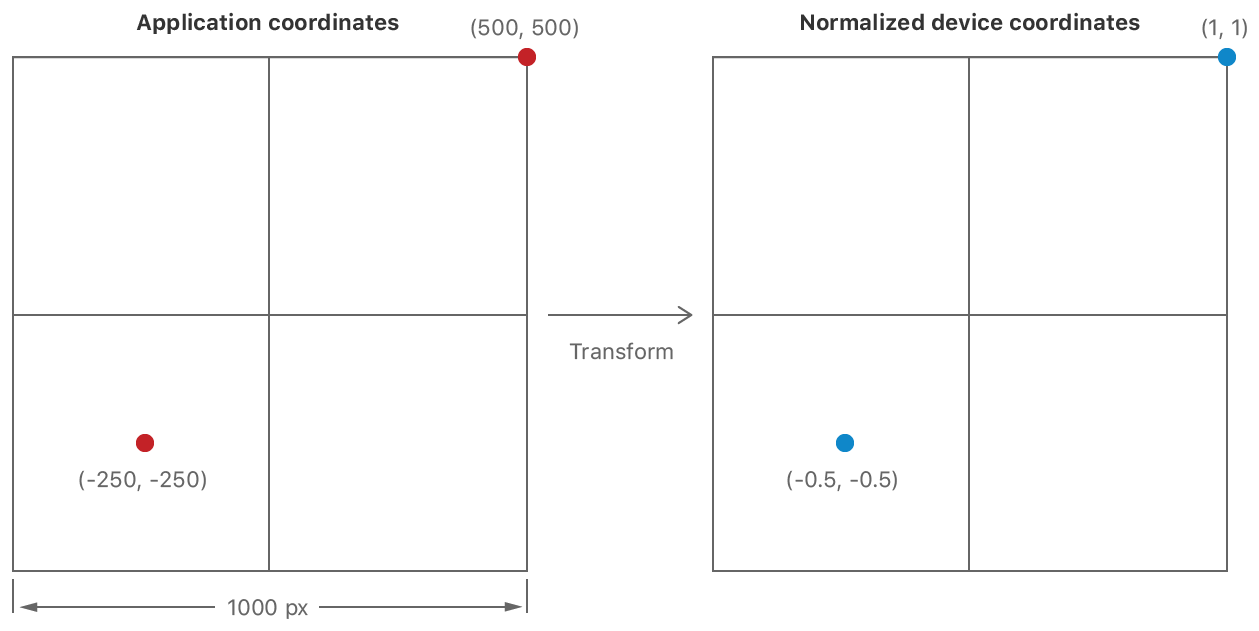 Application coordinates
(500, 500)
Normalized device coordinates
(1, 1)
Transform
(-250, -250)
(-0.5, -0.5)
1000 px